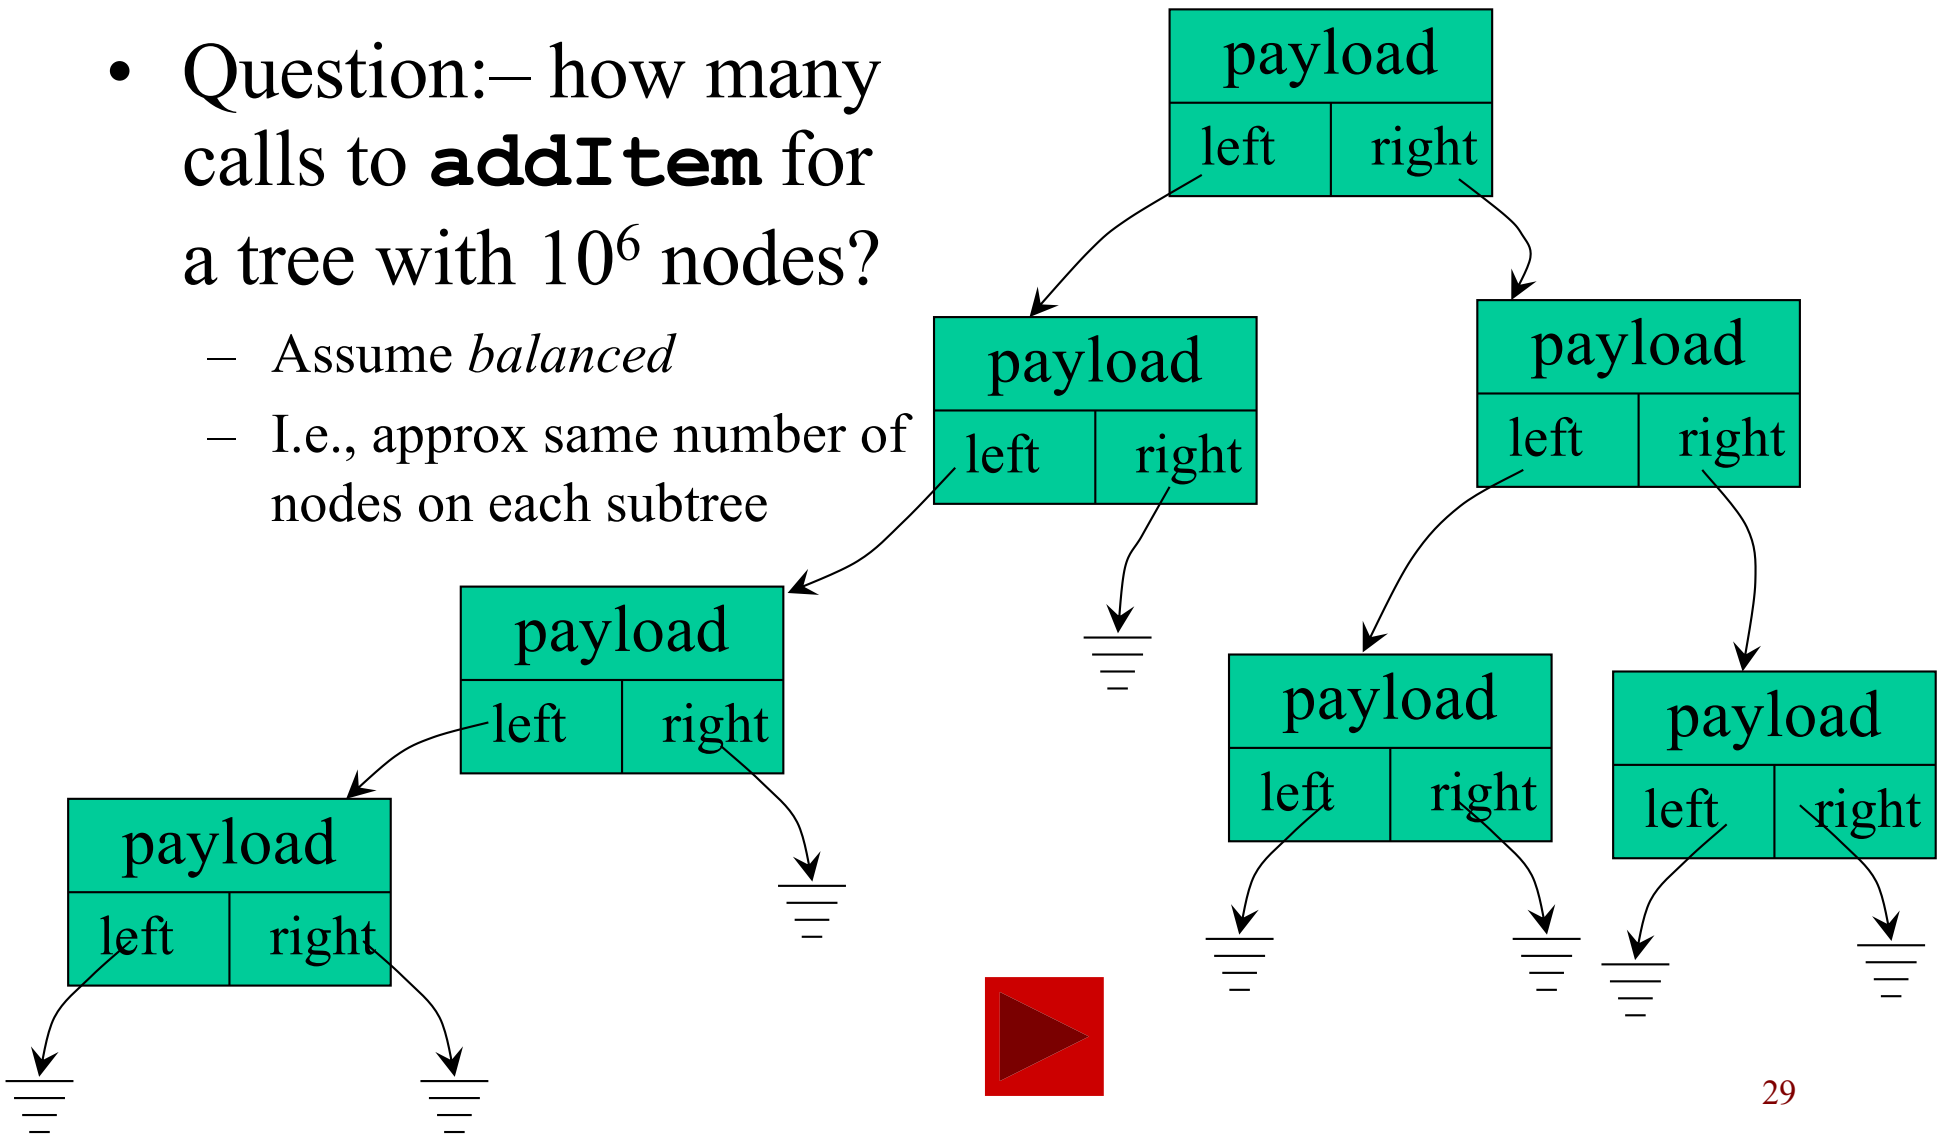 • Question:– how many
calls to addItem for
a tree with 10⁶ nodes?
– Assume balanced
– I.e., approx same number of
nodes on each subtree
payload
left right
payload
left right
payload
left right
payload
left right
payload
left right
payload
left right
payload
left right
29